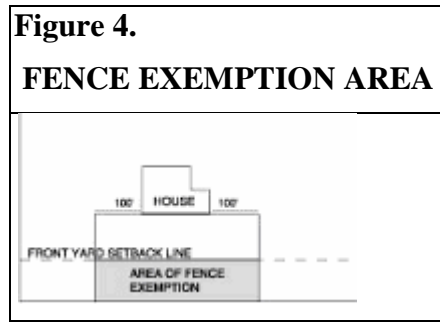 Figure 4.
FENCE EXEMPTION AREA
100' HOUSE 100'
FRONT YARD SETBACK LINE
AREA OF FENCE
EXEMPTION